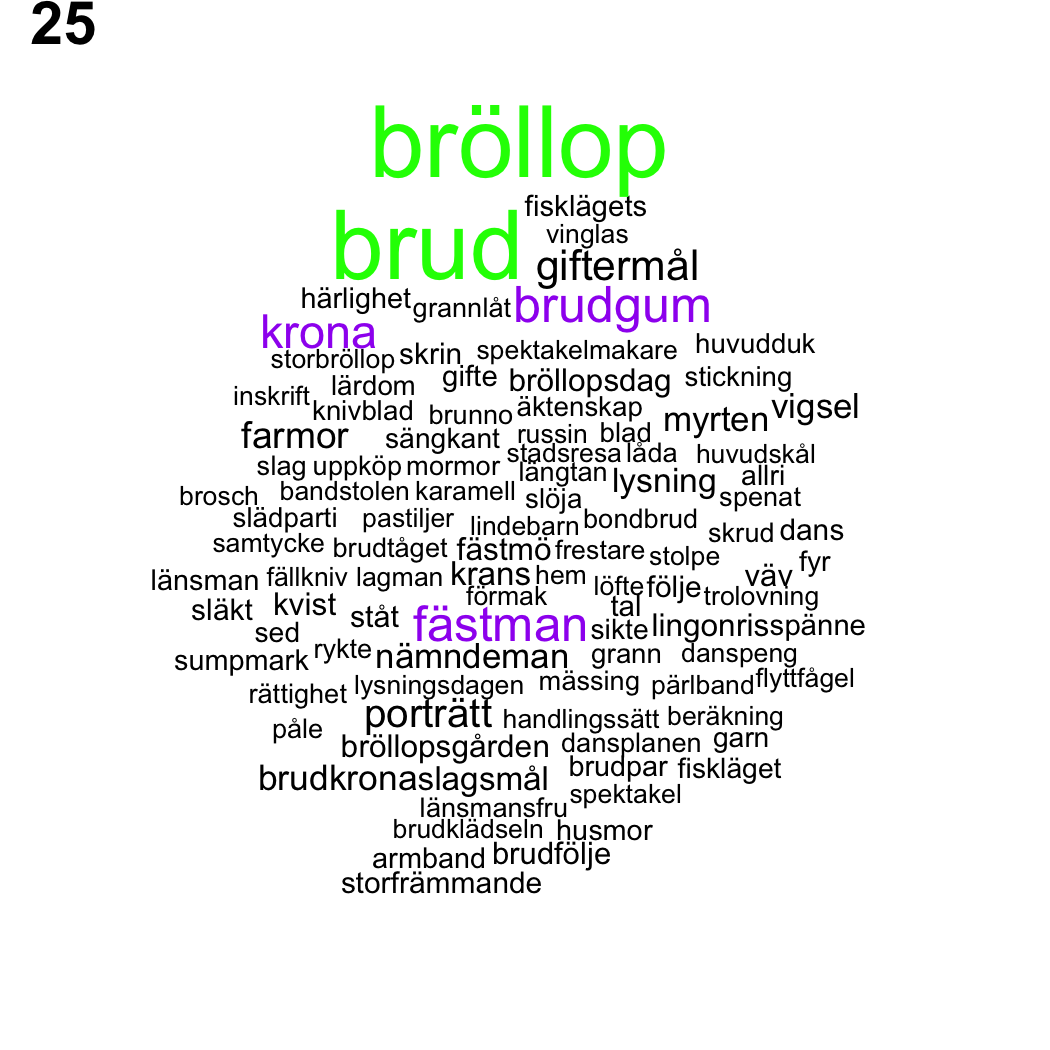 25
bröllop
fisklägets
brud vinglas
giftermål
härlighet grannlåt brudgum
krona
storbröllop skrin spektakelmakare huvudduk
inskrift lärdom gifte bröllopsdag stickning
knivblad brunno äktenskap myrten vigsel
farmor sängkant russin blad
stadsresa låda huvudskål
slag uppköp mormor längtan lysning allri
brosch bandstolen karamell slöja spenat
slädparti pastiljer lindebarn bondbrud skrud dans
samtycke brudtåget fästmö frestare stolpe fyr
länsman fällkniv lagman krans hem löfte följe väv
förmak trolovning
släkt kvist ståt tal
sed fästman sikte lingonris spänne
sumpmark rykte nämndeman grann danspeng
rättighet lysningsdagen mässing pärlband flyttfågel
påle porträtt handlingssätt beräkning
bröllopsgården dansplanen garn
brudkrona slagsmål brudpar fiskläget
länsmansfru spektakel
brudklädseln husmor
armband brudfölje
storfrämmande